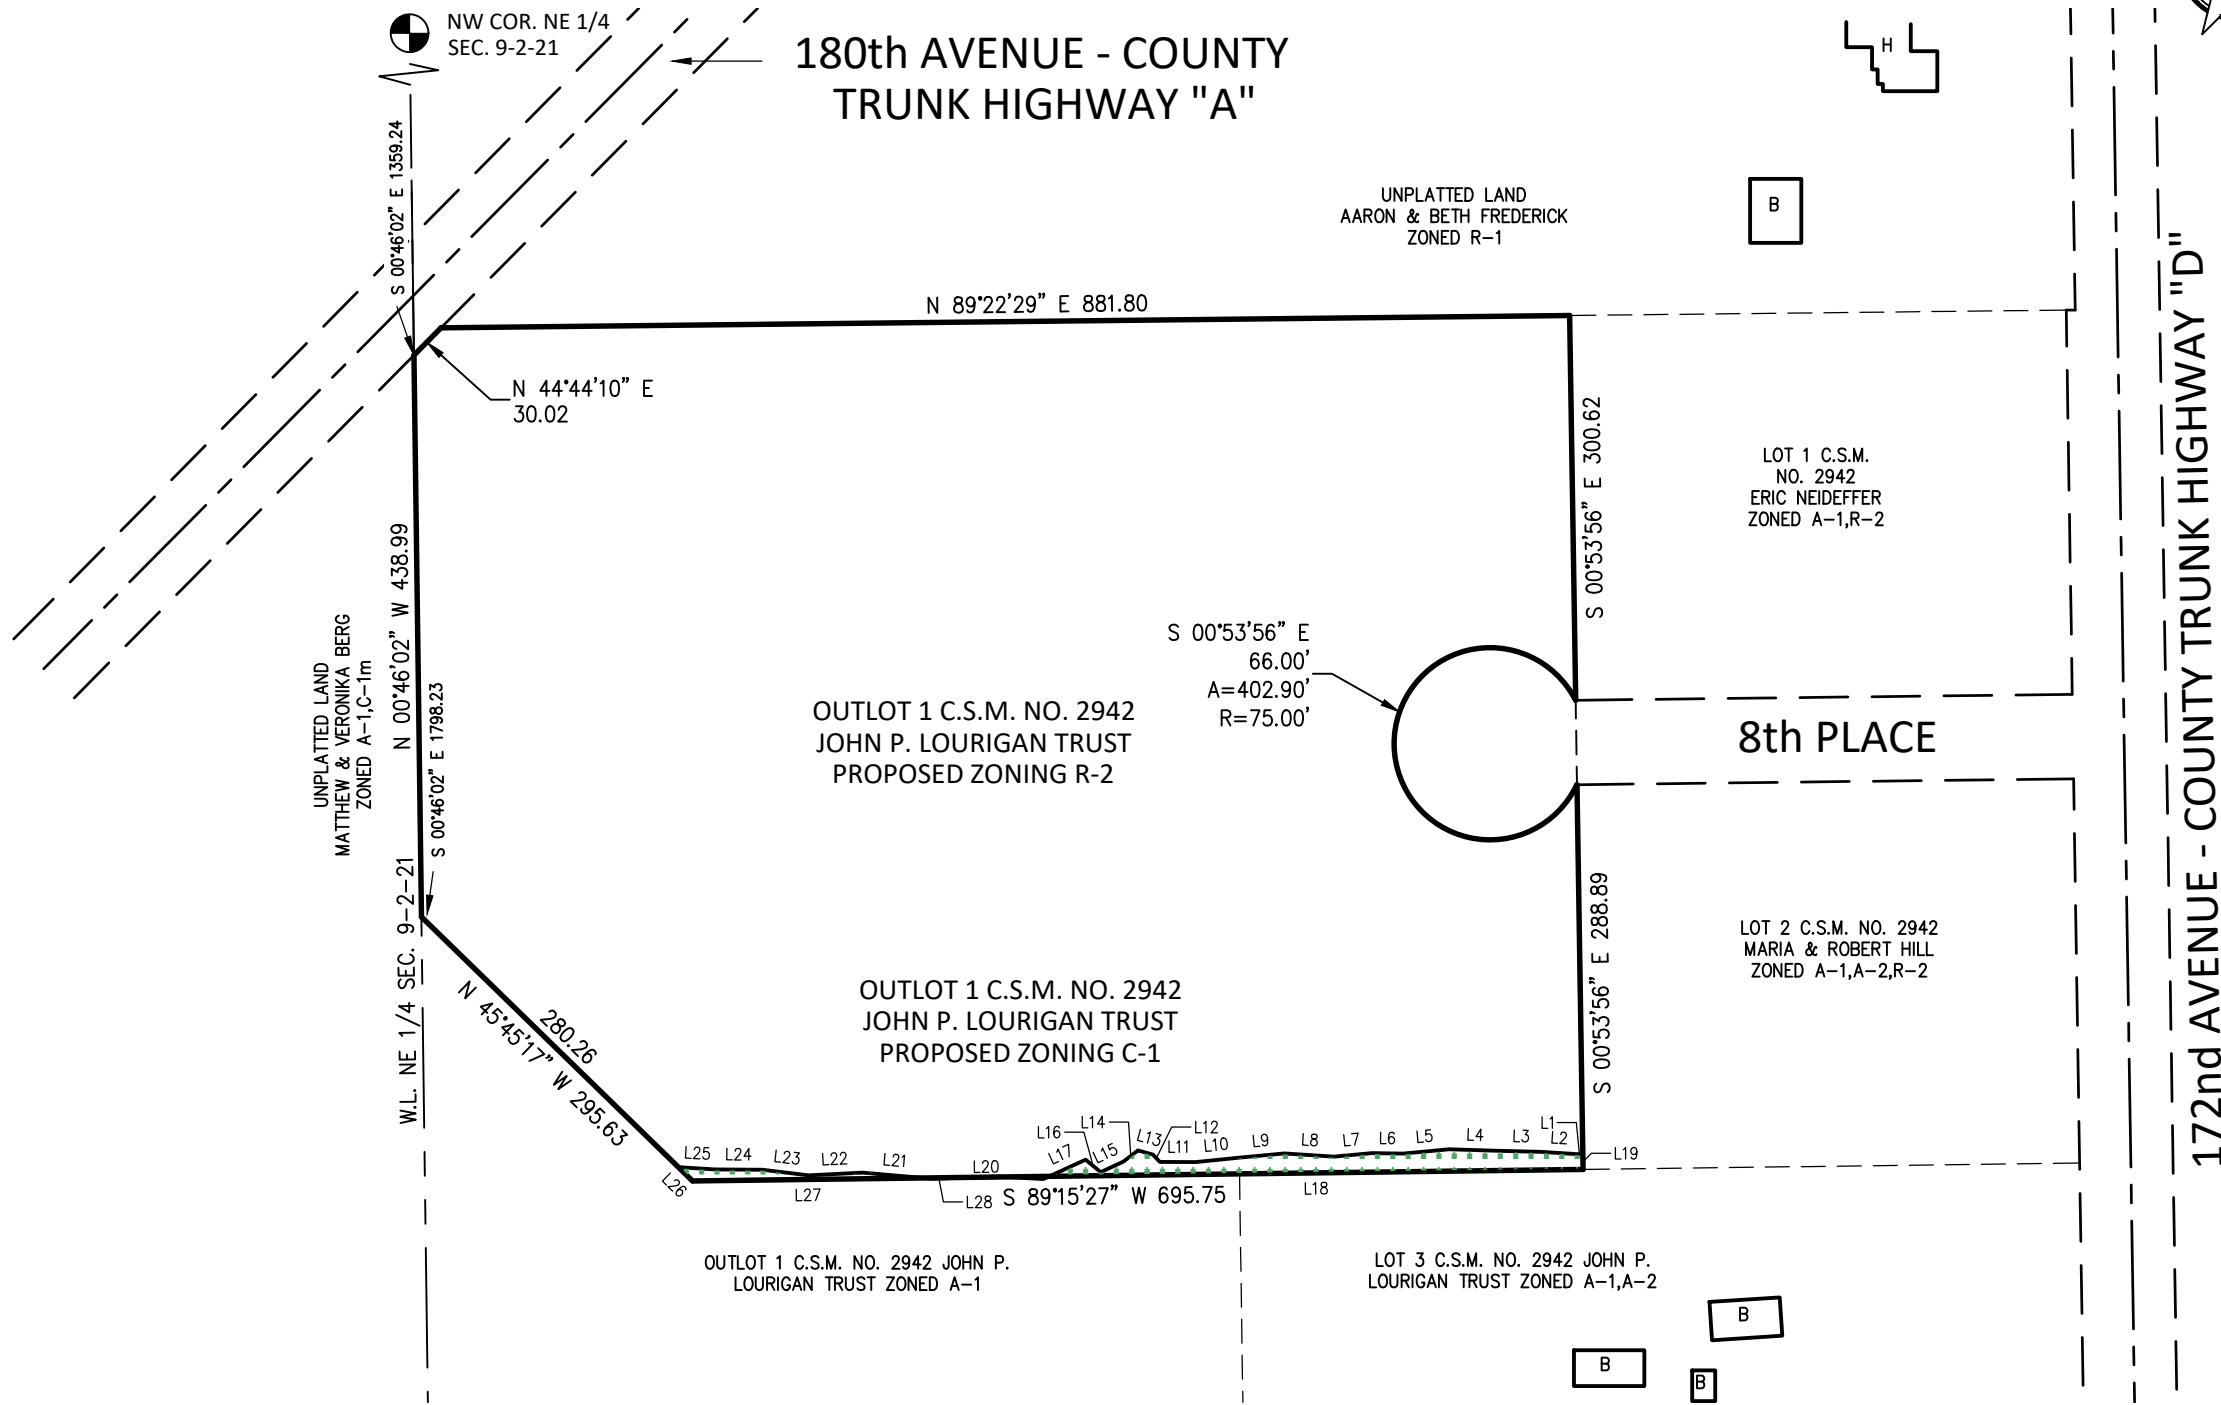 NW COR. NE 1/4
SEC. 9-2-21
180th AVENUE - COUNTY
TRUNK HIGHWAY "A"
H
B
S 00°46'02" E 1359.24
UNPLATTED LAND
AARON & BETH FREDERICK
ZONED R-1
N 89°22'29" E 881.80
N 44°44'10" E
30.02
S 00°53'56" E 300.62
LOT 1 C.S.M.
NO. 2942
ERIC NEIDEFFER
ZONED A-1,R-2
172nd AVENUE - COUNTY TRUNK HIGHWAY "D"
N 00°46'02" W 438.99
UNPLATTED LAND
MATTHEW & VERONIKA BERG
ZONED A-1,C-1m
S 00°46'02" E 1798.23
S 00°53'56" E
66.00'
A=402.90'
R=75.00'
OUTLOT 1 C.S.M. NO. 2942
JOHN P. LOURIGAN TRUST
PROPOSED ZONING R-2
8th PLACE
W.L. NE 1/4 SEC. 9-2-21
S 00°53'56" E 288.89
LOT 2 C.S.M. NO. 2942
MARIA & ROBERT HILL
ZONED A-1,A-2,R-2
OUTLOT 1 C.S.M. NO. 2942
JOHN P. LOURIGAN TRUST
PROPOSED ZONING C-1
280.26
N 45°45'17" W 295.63
L25
L24
L23
L22
L21
L20
L17
L16
L15
L14
L13
L12
L11
L10
L9
L8
L7
L6
L5
L4
L3
L2
L1
L19
L26
L27
L28
S 89°15'27" W 695.75
L18
OUTLOT 1 C.S.M. NO. 2942 JOHN P.
LOURIGAN TRUST ZONED A-1
LOT 3 C.S.M. NO. 2942 JOHN P.
LOURIGAN TRUST ZONED A-1,A-2
B
B
B